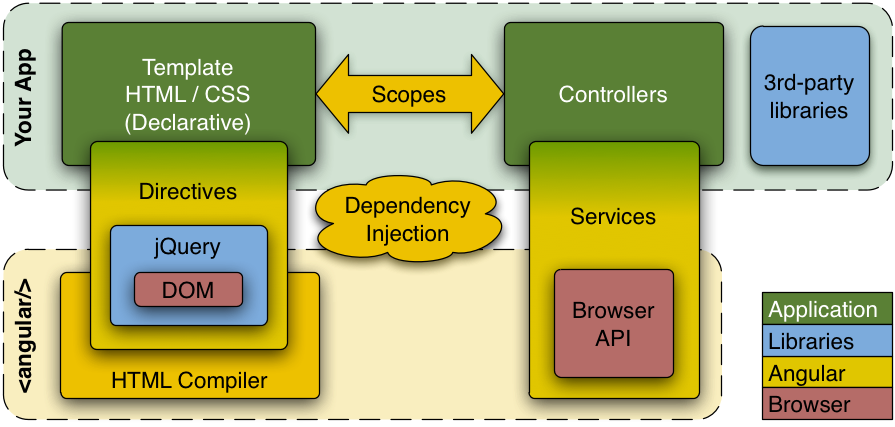 Your App
Template
HTML / CSS
(Declarative)
Scopes
Controllers
3rd-party
libraries
Directives
Dependency
Injection
Services
jQuery
DOM
Browser
API
HTML Compiler
<angular/>
Application
Libraries
Angular
Browser